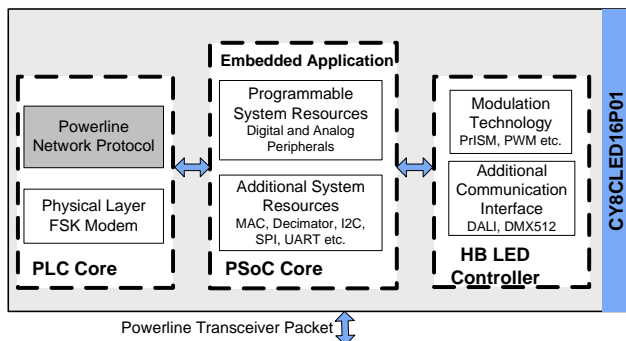 Powerline
Network Protocol
Physical Layer
FSK Modem
PLC Core
Embedded Application
Programmable
System Resources
Digital and Analog
Peripherals
Additional System
Resources
MAC, Decimator, I2C,
SPI, UART etc.
PSoC Core
Modulation
Technology
PrISM, PWM etc.
Additional
Communication
Interface
DALI, DMX512
HB LED
Controller
CY8CLED16P01
Powerline Transceiver Packet